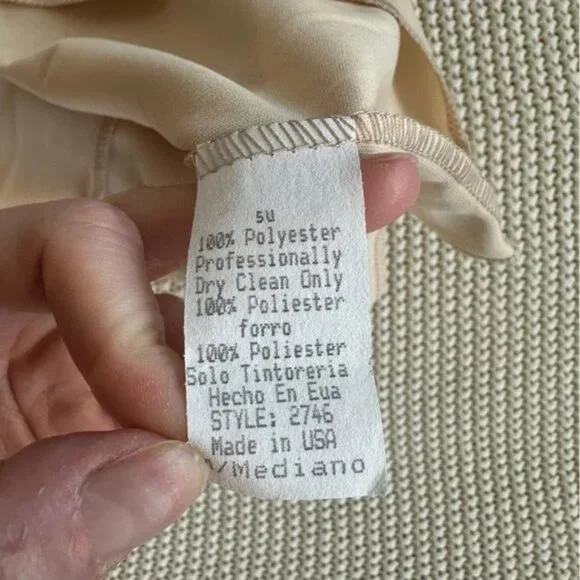 su
100% Polyester
Professionally
Dry Clean Only
100% Poliester
forro
100% Poliester
Solo Tintoreria
Hecho En Eua
STYLE: 2746
Made in USA
/Mediano